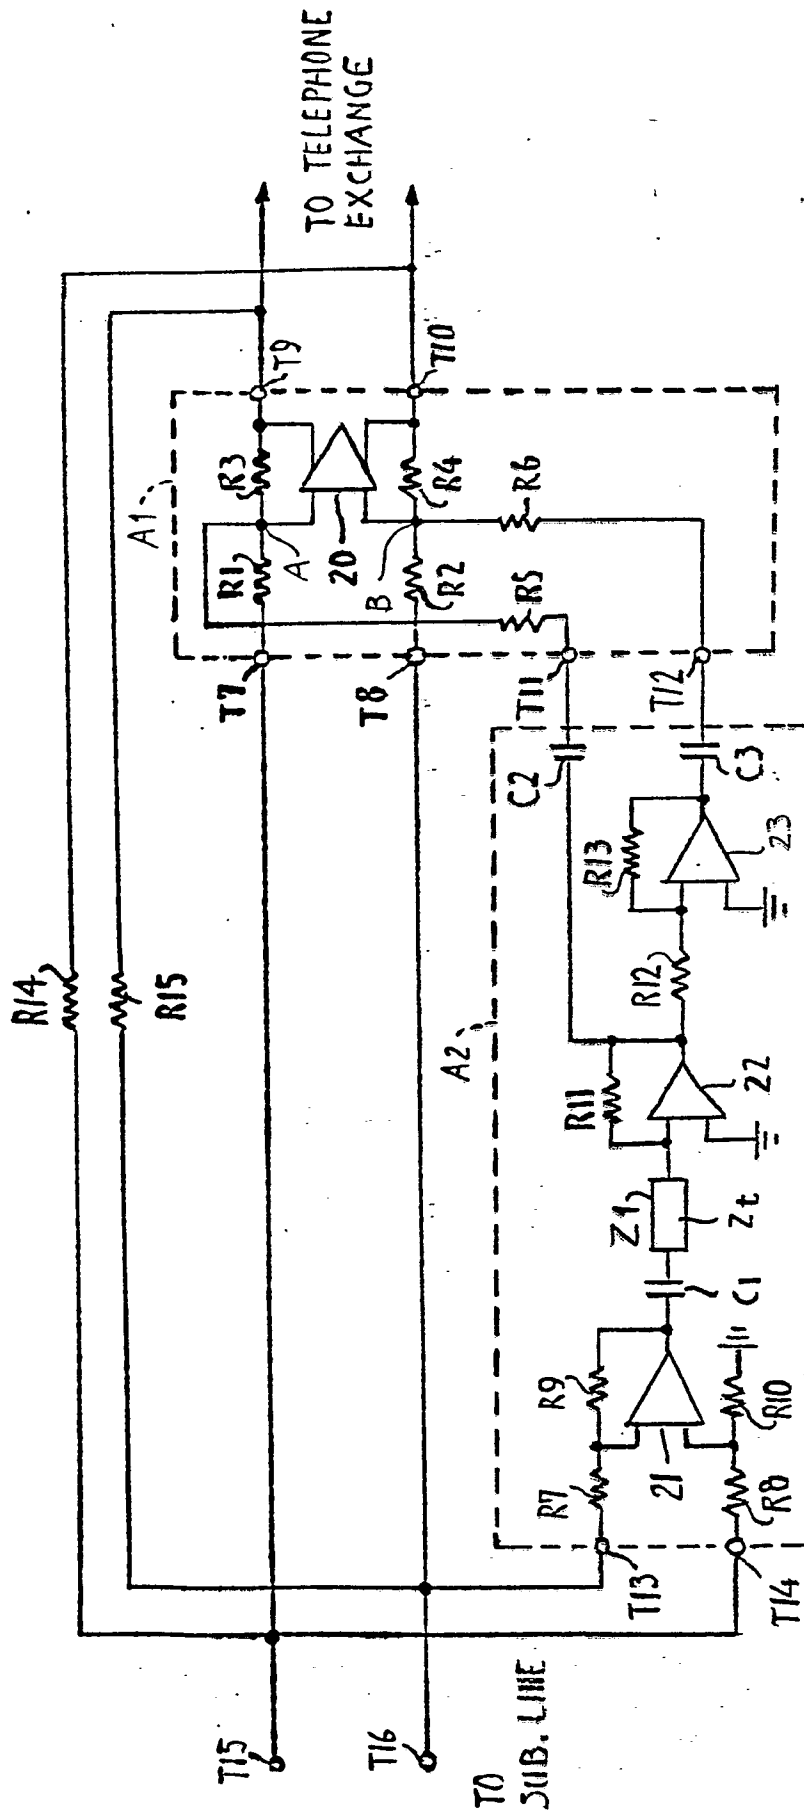 TO TELEPHONE
EXCHANGE
R14
R15
T9
T10
A1
R3
R1
A
20
B
R4
R2
R6
R5
T7
T8
T11
T12
A2
C2
C3
R13
23
R12
R11
22
Z1
Zt
C1
R9
R10
R7
21
R8
T13
T14
T15
T16
TO
SUB. LINE